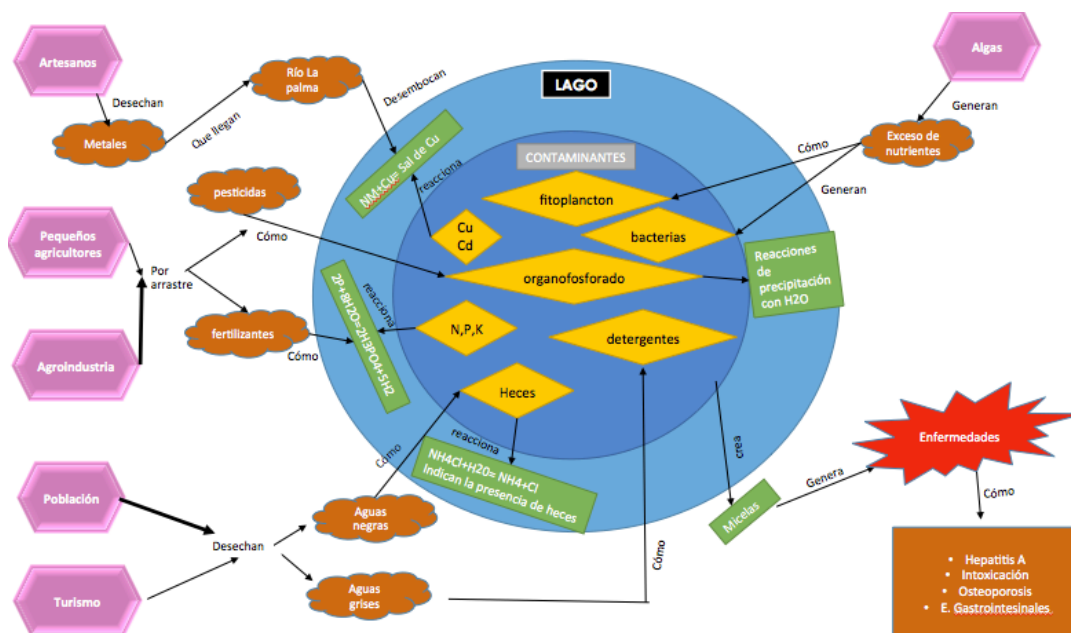 Artesanos
Desechan
Metales
Que llegan
Río La
palma
Desembocan
LAGO
Algas
Generan
Exceso de
nutrientes
Cómo
Generan
CONTAMINANTES
NM+Cu= Sal de Cu
reacciona
fitoplancton
Cu
Cd
bacterias
pesticidas
Cómo
Pequeños
agricultores
Por
arrastre
organofosforado
Reacciones
de
precipitación
con H2O
fertilizantes
Cómo
Agroindustria
2P+8H2O=2H3PO4+5H2
reacciona
N,P,K
detergentes
Heces
reacciona
Como
NH4Cl+H20= NH4+Cl
Indican la presencia de heces
crea
Micelas
Genera
Enfermedades
Cómo
Población
Desechan
Aguas
negras
Turismo
Aguas
grises
Cómo
• Hepatitis A
• Intoxicación
• Osteoporosis
• E. Gastrointesinales